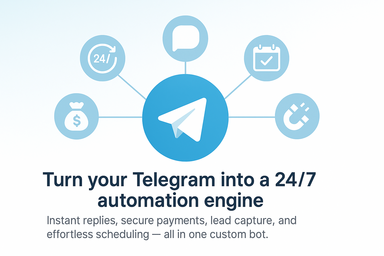 24/
Turn your Telegram into a 24/7
automation engine
Instant replies, secure payments, lead capture, and
effortless scheduling — all in one custom bot.